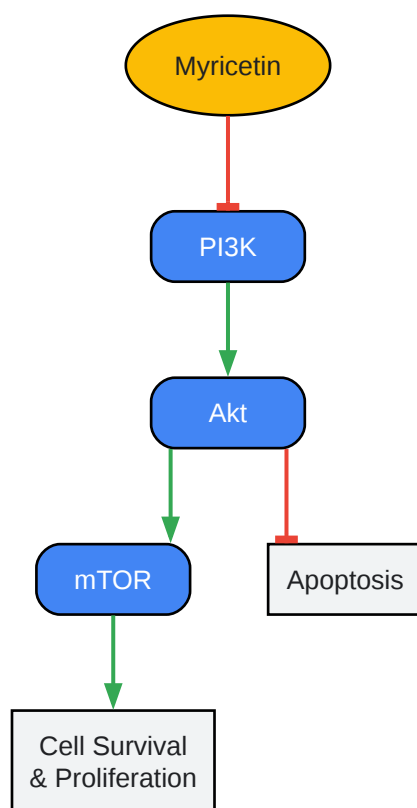 Myricetin
PI3K
Akt
mTOR
Apoptosis
Cell Survival
& Proliferation